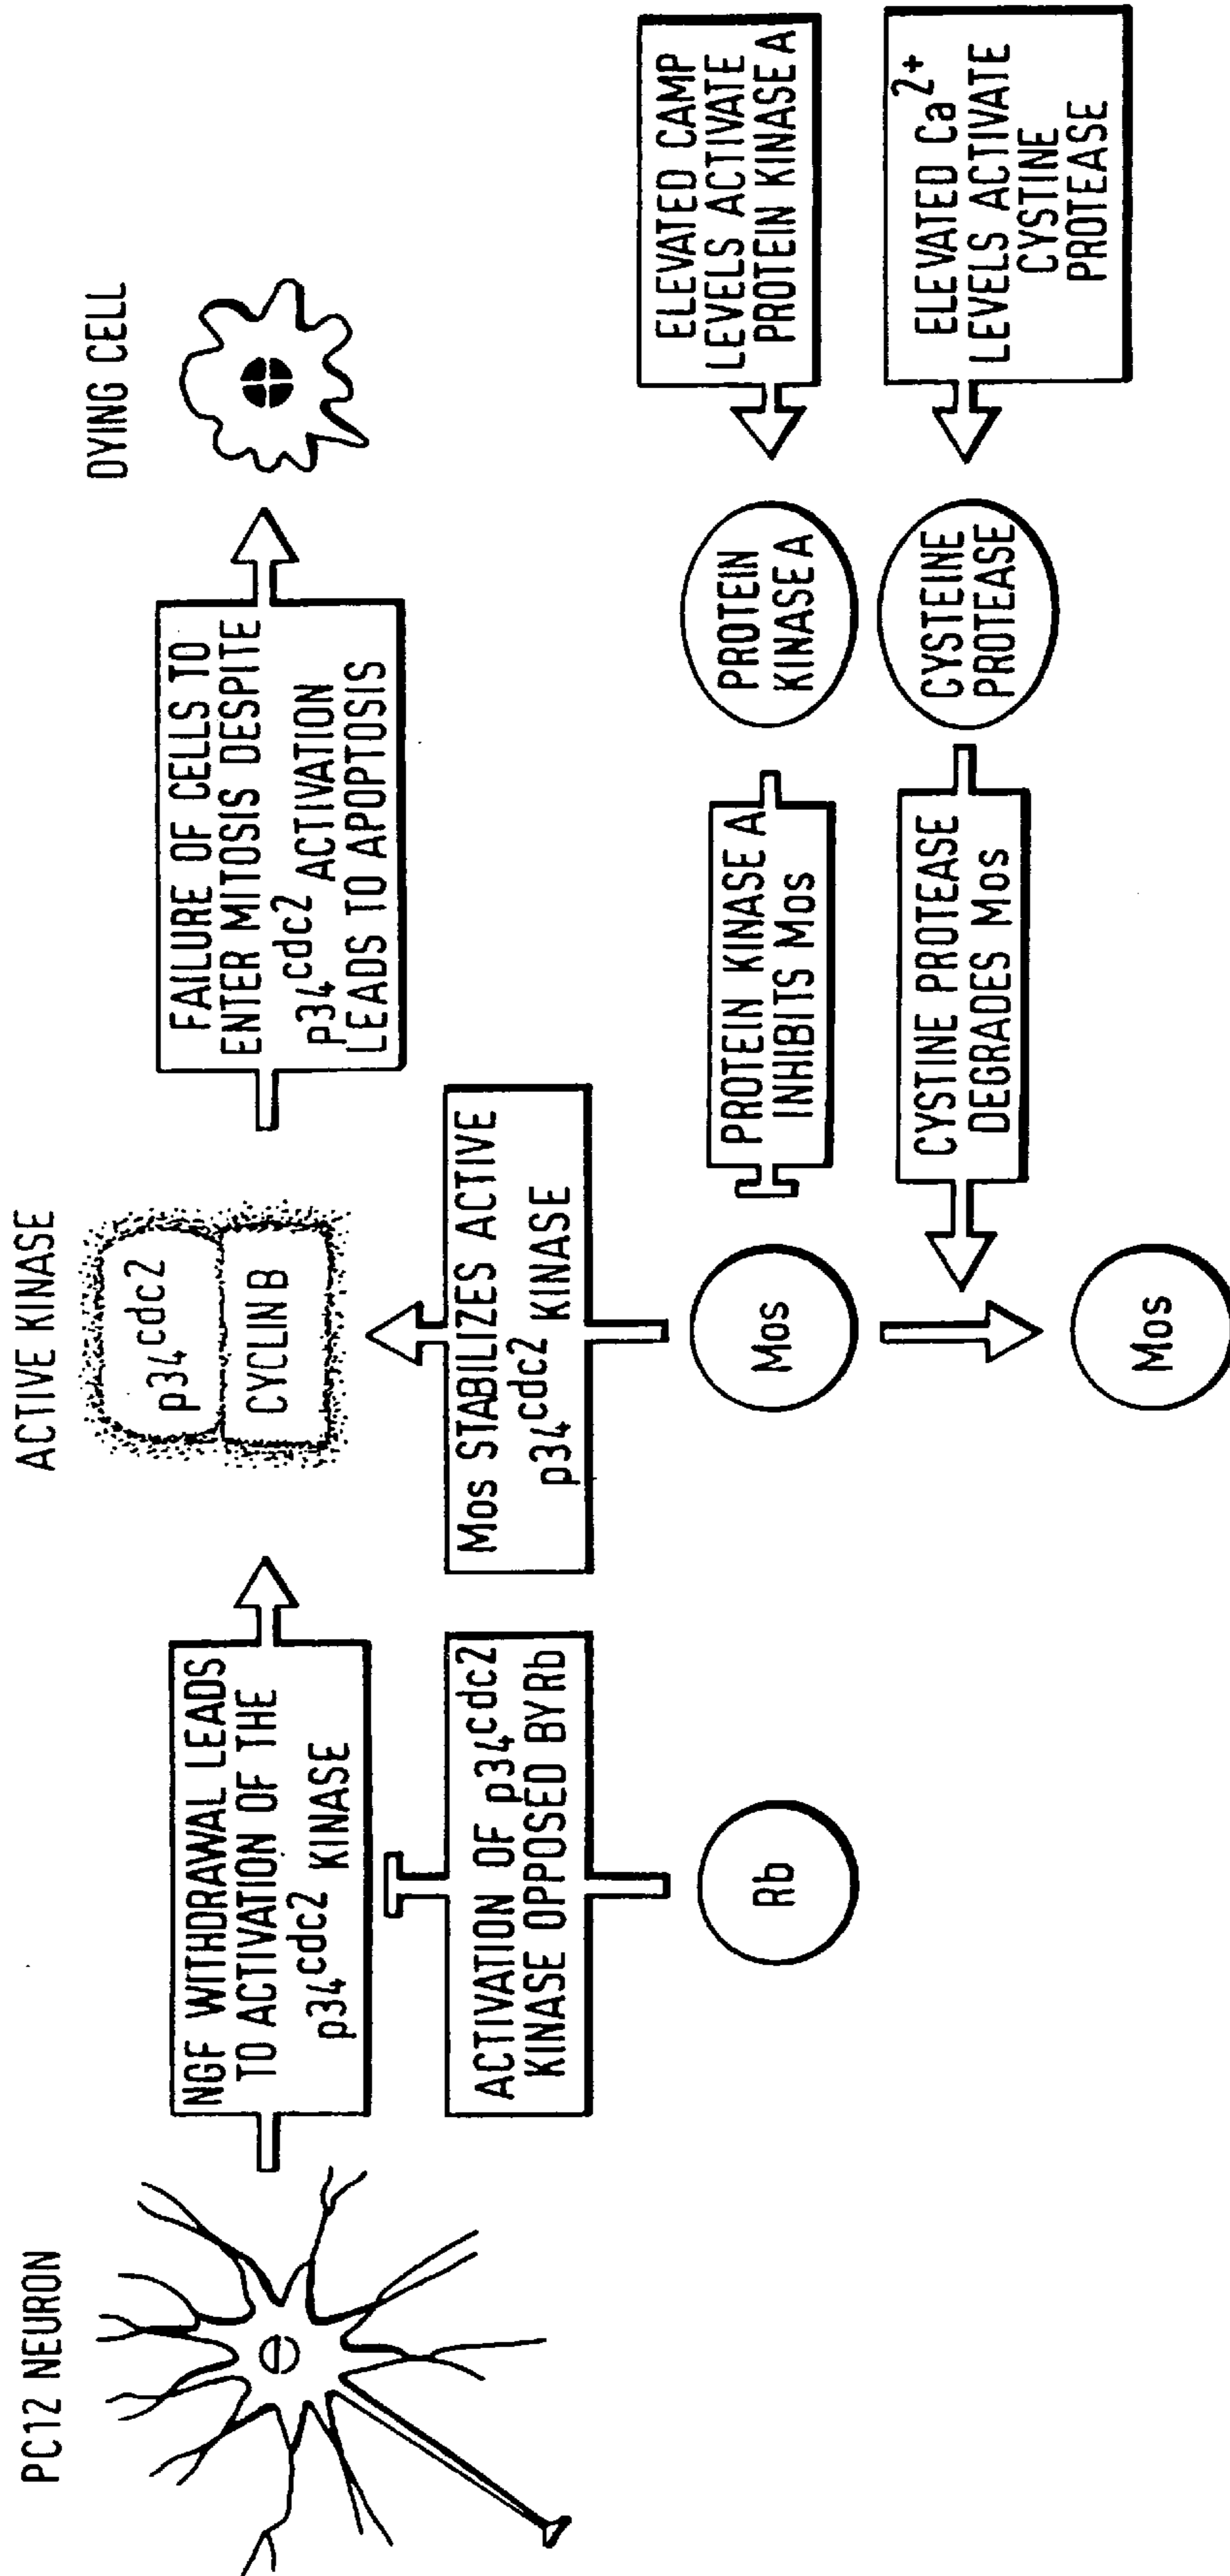 PC12 NEURON
NGF WITHDRAWAL LEADS
TO ACTIVATION OF THE
p34cdc2 KINASE
ACTIVATION OF p34cdc2
KINASE OPPOSED BY Rb
Rb
ACTIVE KINASE
p34cdc2
CYCLIN B
Mos STABILIZES ACTIVE
p34cdc2 KINASE
Mos
Mos
FAILURE OF CELLS TO
ENTER MITOSIS DESPITE
p34cdc2 ACTIVATION
LEADS TO APOPTOSIS
DYING CELL
PROTEIN KINASE A
INHIBITS Mos
CYSTINE PROTEASE
DEGRADES Mos
PROTEIN
KINASE A
CYSTEINE
PROTEASE
ELEVATED CAMP
LEVELS ACTIVATE
PROTEIN KINASE A
ELEVATED Ca2+
LEVELS ACTIVATE
CYSTINE
PROTEASE